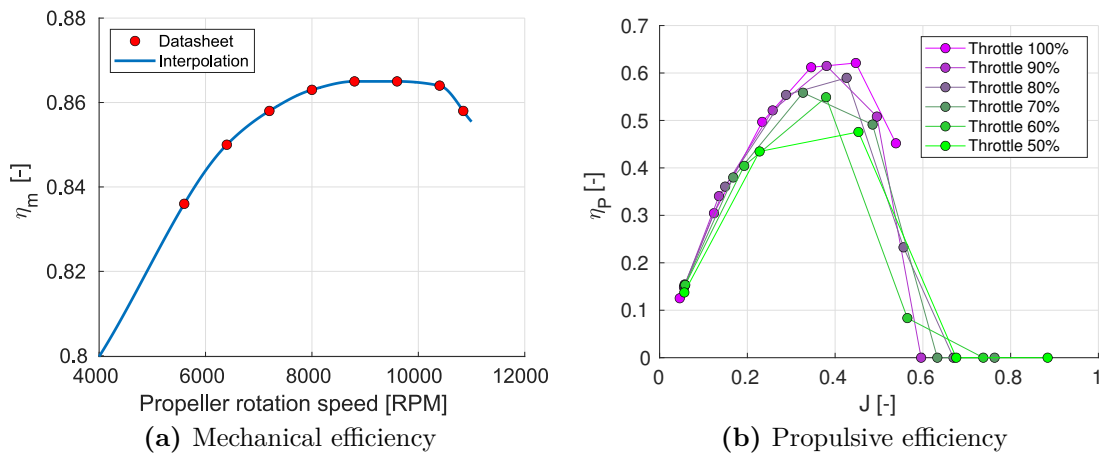 0.88
0.86
0.84
0.82
0.8
η_m [-]
Datasheet
Interpolation
4000 6000 8000 10000 12000
Propeller rotation speed [RPM]
(a) Mechanical efficiency
0.7
0.6
0.5
0.4
0.3
0.2
0.1
0
η_P [-]
Throttle 100%
Throttle 90%
Throttle 80%
Throttle 70%
Throttle 60%
Throttle 50%
0 0.2 0.4 0.6 0.8 1
J [-]
(b) Propulsive efficiency